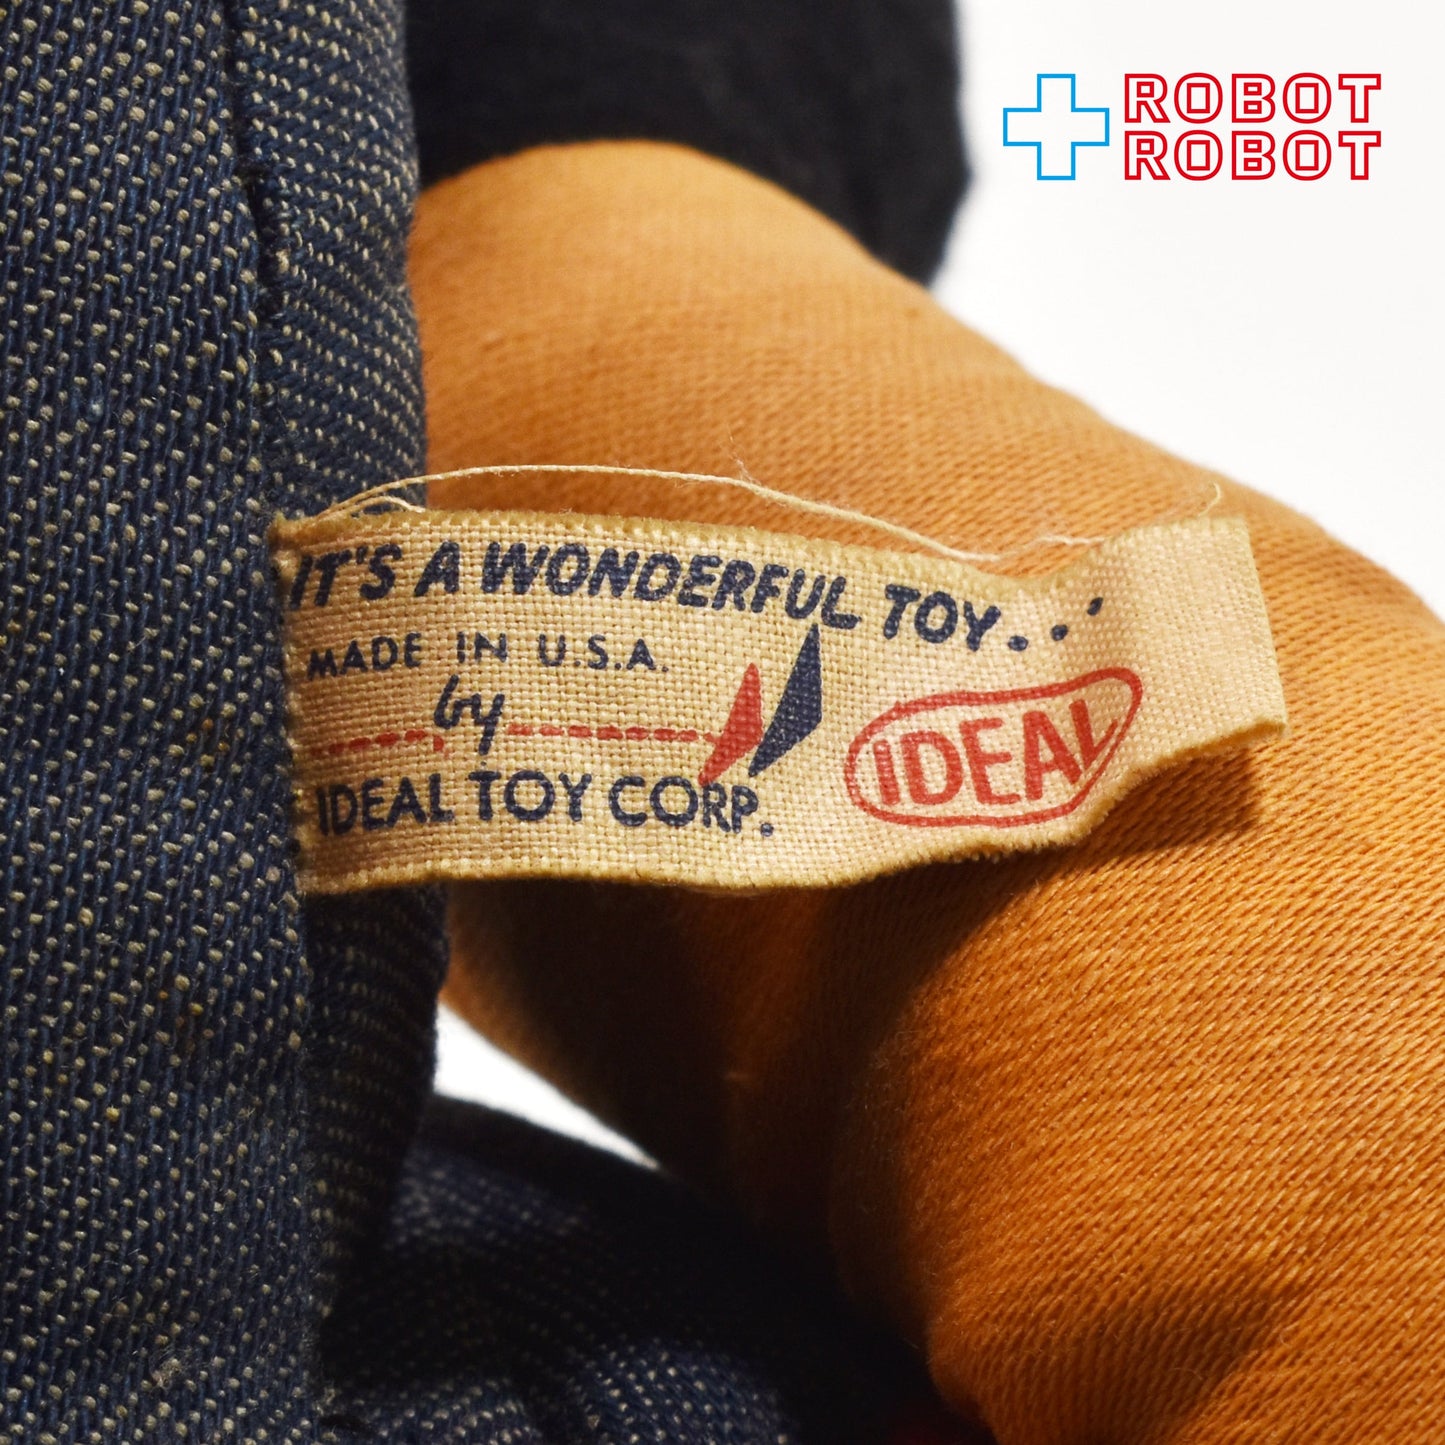 ROBOT
ROBOT
IT'S A WONDERFUL TOY...
MADE IN U.S.A.
by
IDEAL TOY CORP.
iDEAL